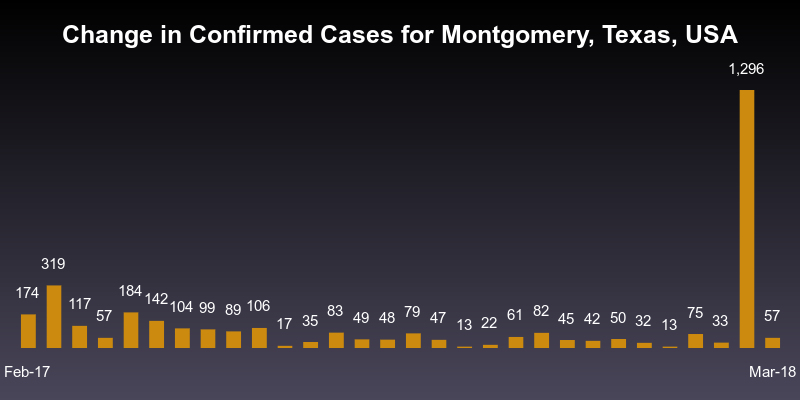 Change in Confirmed Cases for Montgomery, Texas, USA
1,296
319
174 117 57 184 142 104 99 89 106 17 35 83 49 48 79 47 13 22 61 82 45 42 50 32 13 75 33 57
Feb-17 Mar-18